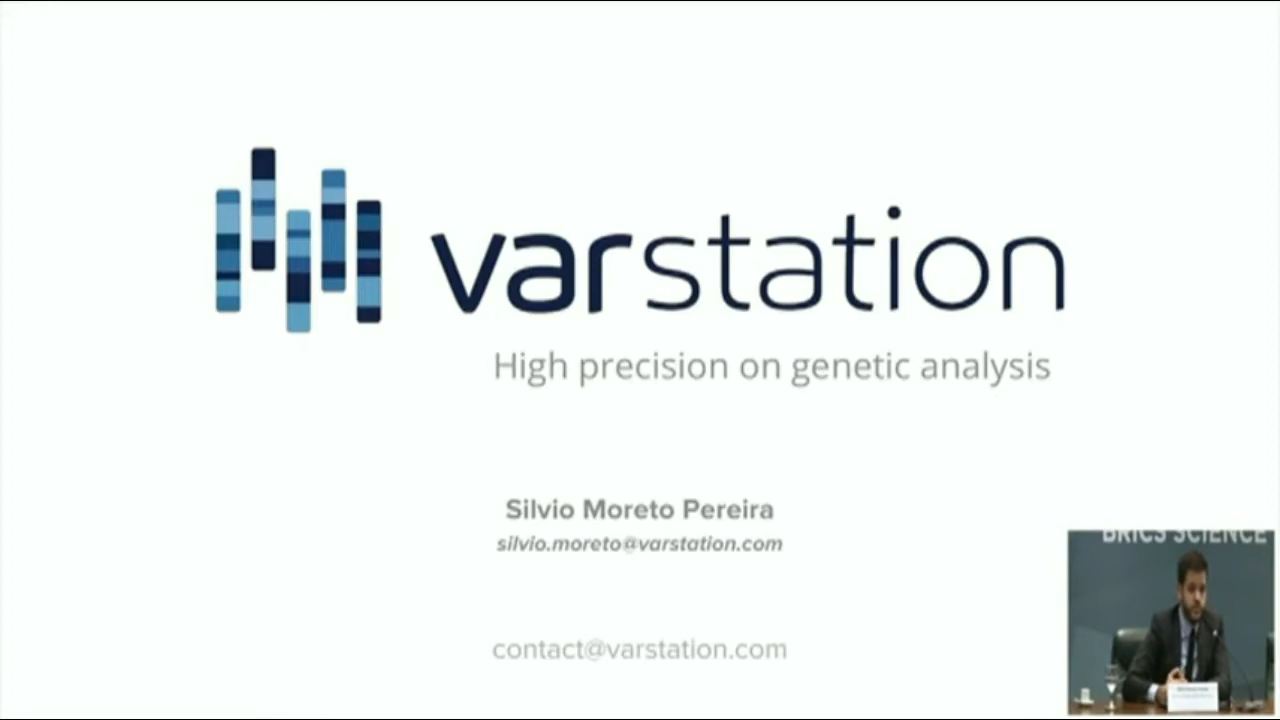 varstation
High precision on genetic analysis
Silvio Moreto Pereira
silvio.moreto@varstation.com
contact@varstation.com
BRICS SCIENCE